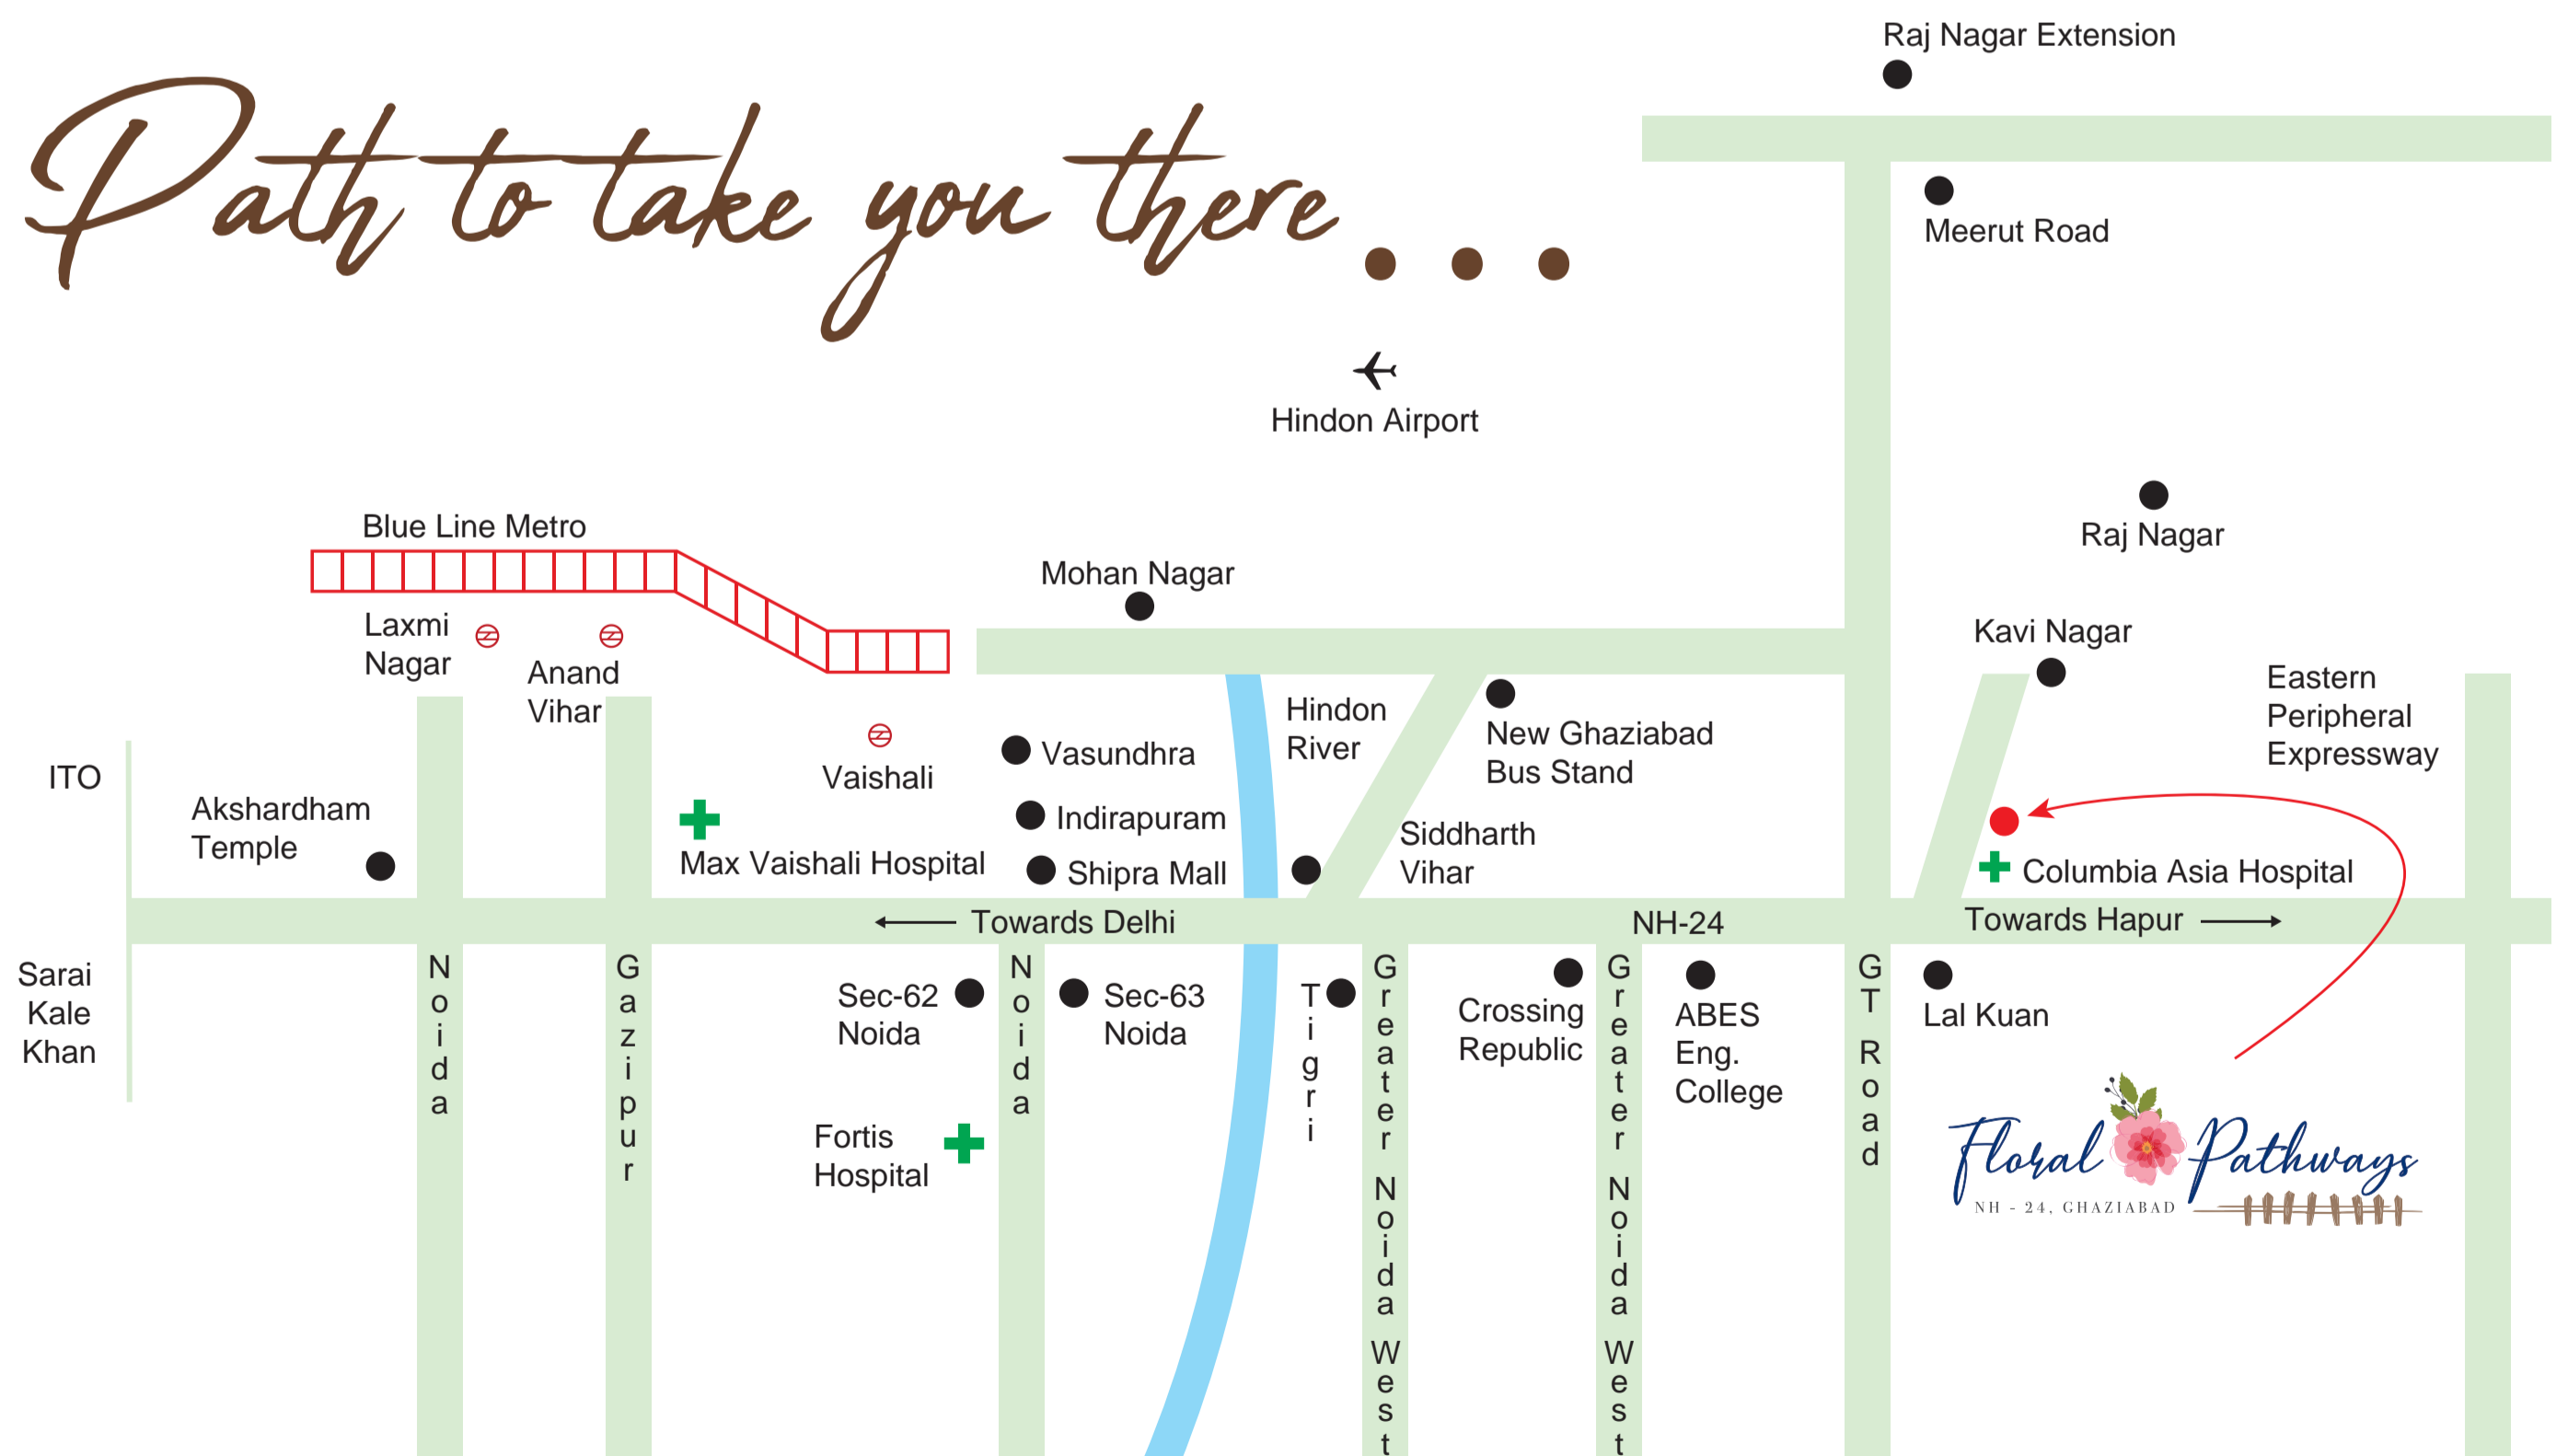 Raj Nagar Extension
Path to take you there...
Meerut Road
Hindon Airport
Raj Nagar
Blue Line Metro
Mohan Nagar
Laxmi
Nagar
Anand
Vihar
Kavi Nagar
Eastern
Peripheral
Expressway
Hindon
River
New Ghaziabad
Bus Stand
Vasundhra
Vaishali
ITO
Akshardham
Temple
Indirapuram
Siddharth
Vihar
Max Vaishali Hospital
Shipra Mall
Columbia Asia Hospital
Towards Delhi
NH-24
Towards Hapur
Sarai
Kale
Khan
Noida
Gazipur
Sec-62
Noida
Noida
Sec-63
Noida
Tigri
Greater Noida West
Crossing
Republic
Greater Noida West
ABES
Eng.
College
GT Road
Lal Kuan
Fortis
Hospital
Floral Pathways
NH - 24, GHAZIABAD